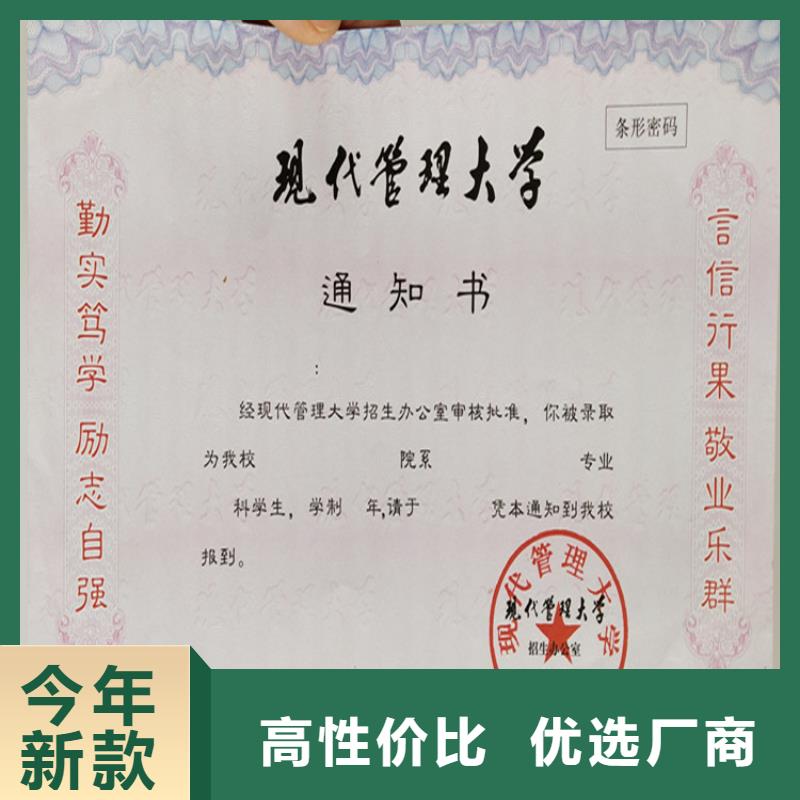 条形密码
现代管理大学
通知书
勤实笃学 励志自强
言信行果 敬业乐群
:
经现代管理大学招生办公室审核批准,你被录取
为我校 院系 专业
科学生,学制 年,请于 凭本通知到我校
报到。
现代管理大学
现代管理大学
招生办公室
今年
新款
高性价比 优选厂商